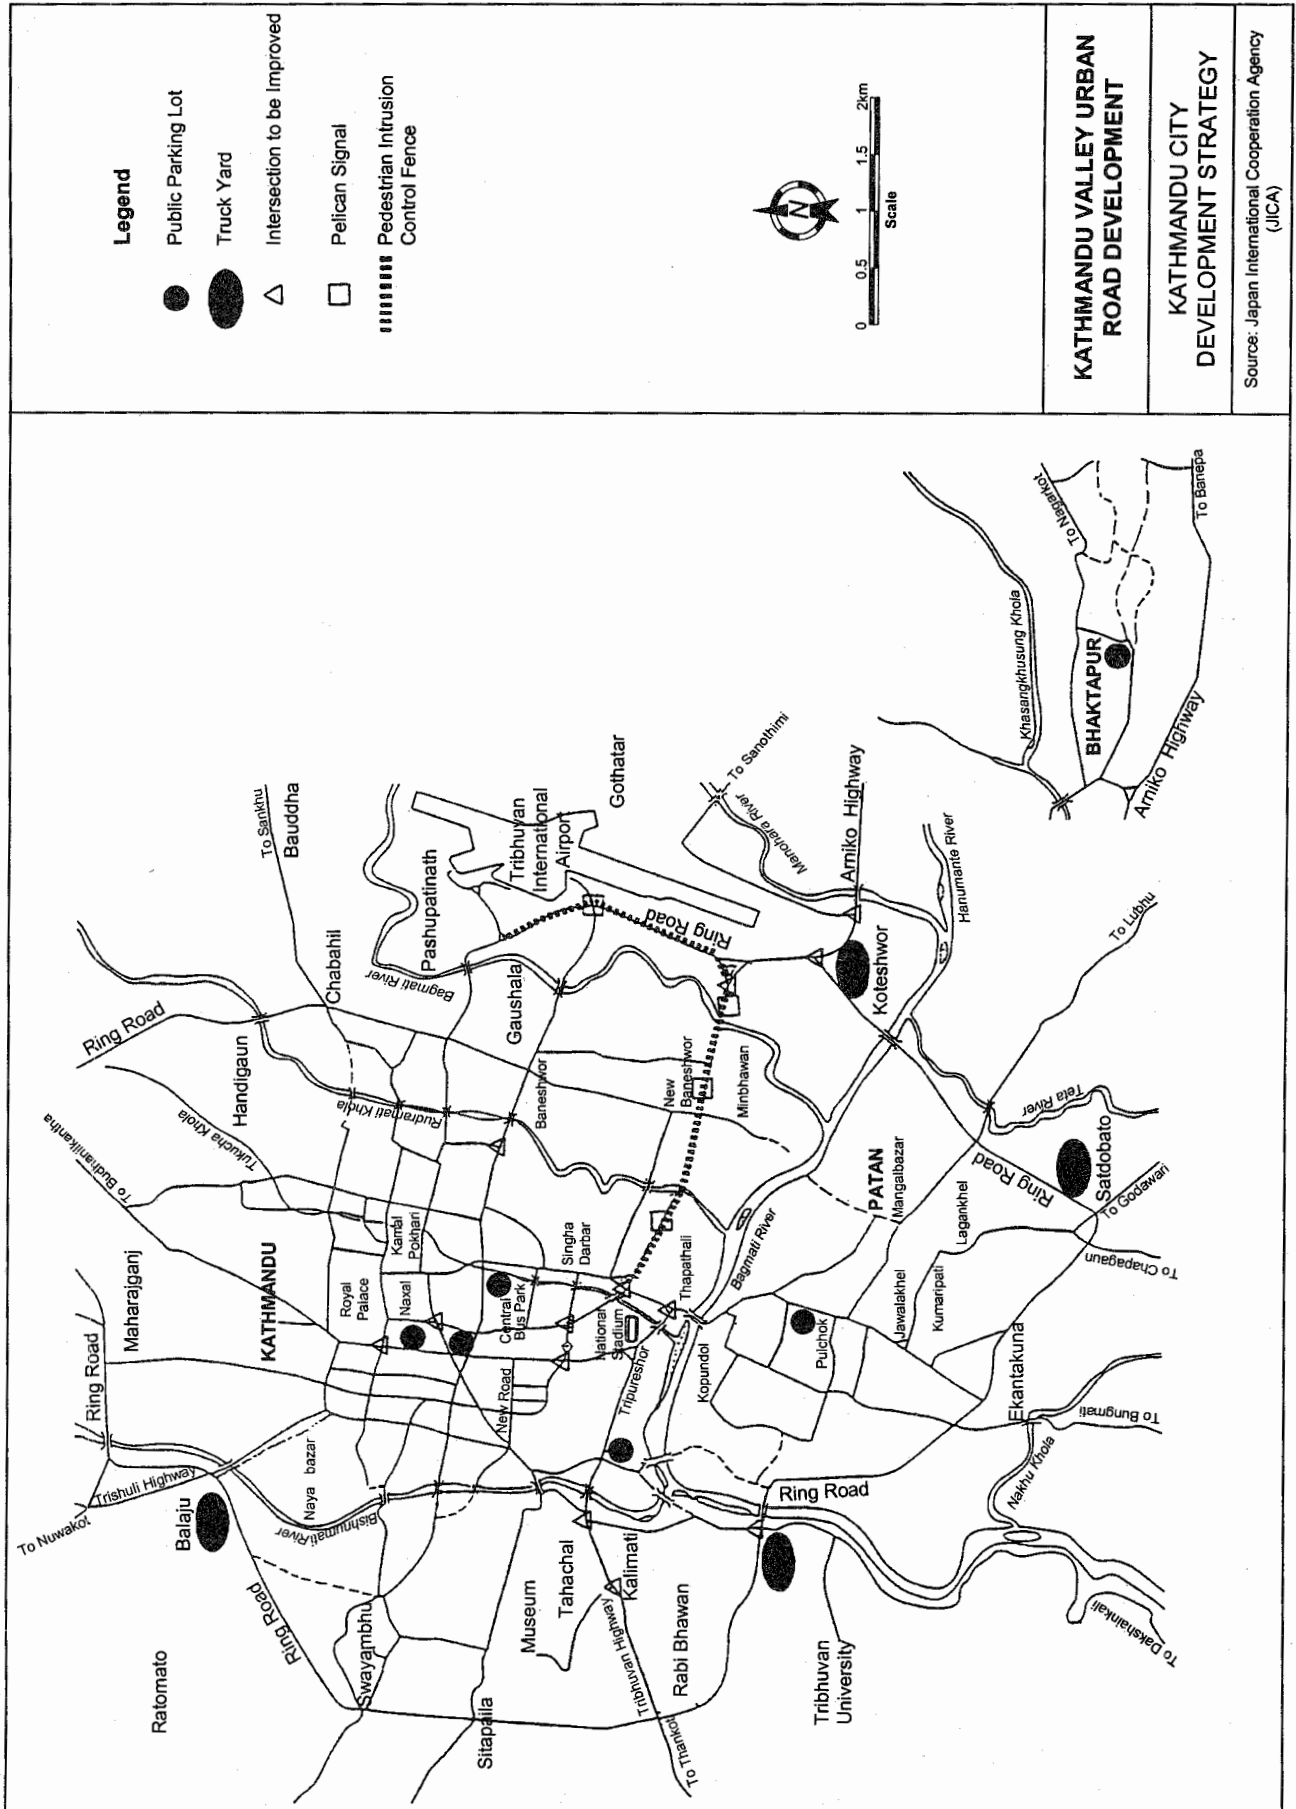 Legend
Public Parking Lot
Truck Yard
Intersection to be Improved
Pelican Signal
Pedestrian Intrusion
Control Fence
N
0 0.5 1 1.5 2km
Scale
KATHMANDU VALLEY URBAN
ROAD DEVELOPMENT
KATHMANDU CITY
DEVELOPMENT STRATEGY
Source: Japan International Cooperation Agency
(JICA)
Ratomato
To Nuwakot
Trishuli Highway
Balaju
Ring Road
Maharajganj
To Budhanilkantha
Ring Road
Handigaun
Tukucha Khola
Ring Road
Chabahil
To Sankhu
Bauddha
KATHMANDU
Naya bazar
Bishnumati River
Swayambhu
Royal
Palace
Naxal
Kamal
Pokhari
Rudramati Khola
Bagmati River
Pashupatinath
Gaushala
Tribhuvan
International
Airport
Gothatar
Ring Road
Sitapaila
Museum
Tahachal
New Road
Central
Bus Park
Singha
Darbar
Baneshwor
New
Baneshwor
Minbhawan
National
Stadium
Tripureshor
Thapathali
Kalimati
Tribhuvan Highway
To Thankot
Rabi Bhawan
Kopundol
Bagmati River
To Sanothimi
Manohara River
Arniko Highway
Hanumante River
Koteshwor
Ring Road
Tribhuvan
University
Pulchok
PATAN
Mangalbazar
Jawalakhel
Kumaripati
Lagankhel
Ring Road
Satdobato
Teta River
To Lubhu
To Godawari
To Chapagaun
Ekantakuna
To Bungmati
Nakhu Khola
To Dakshainkali
Khasangkhusung Khola
BHAKTAPUR
To Nagarkot
To Banepa
Arniko Highway